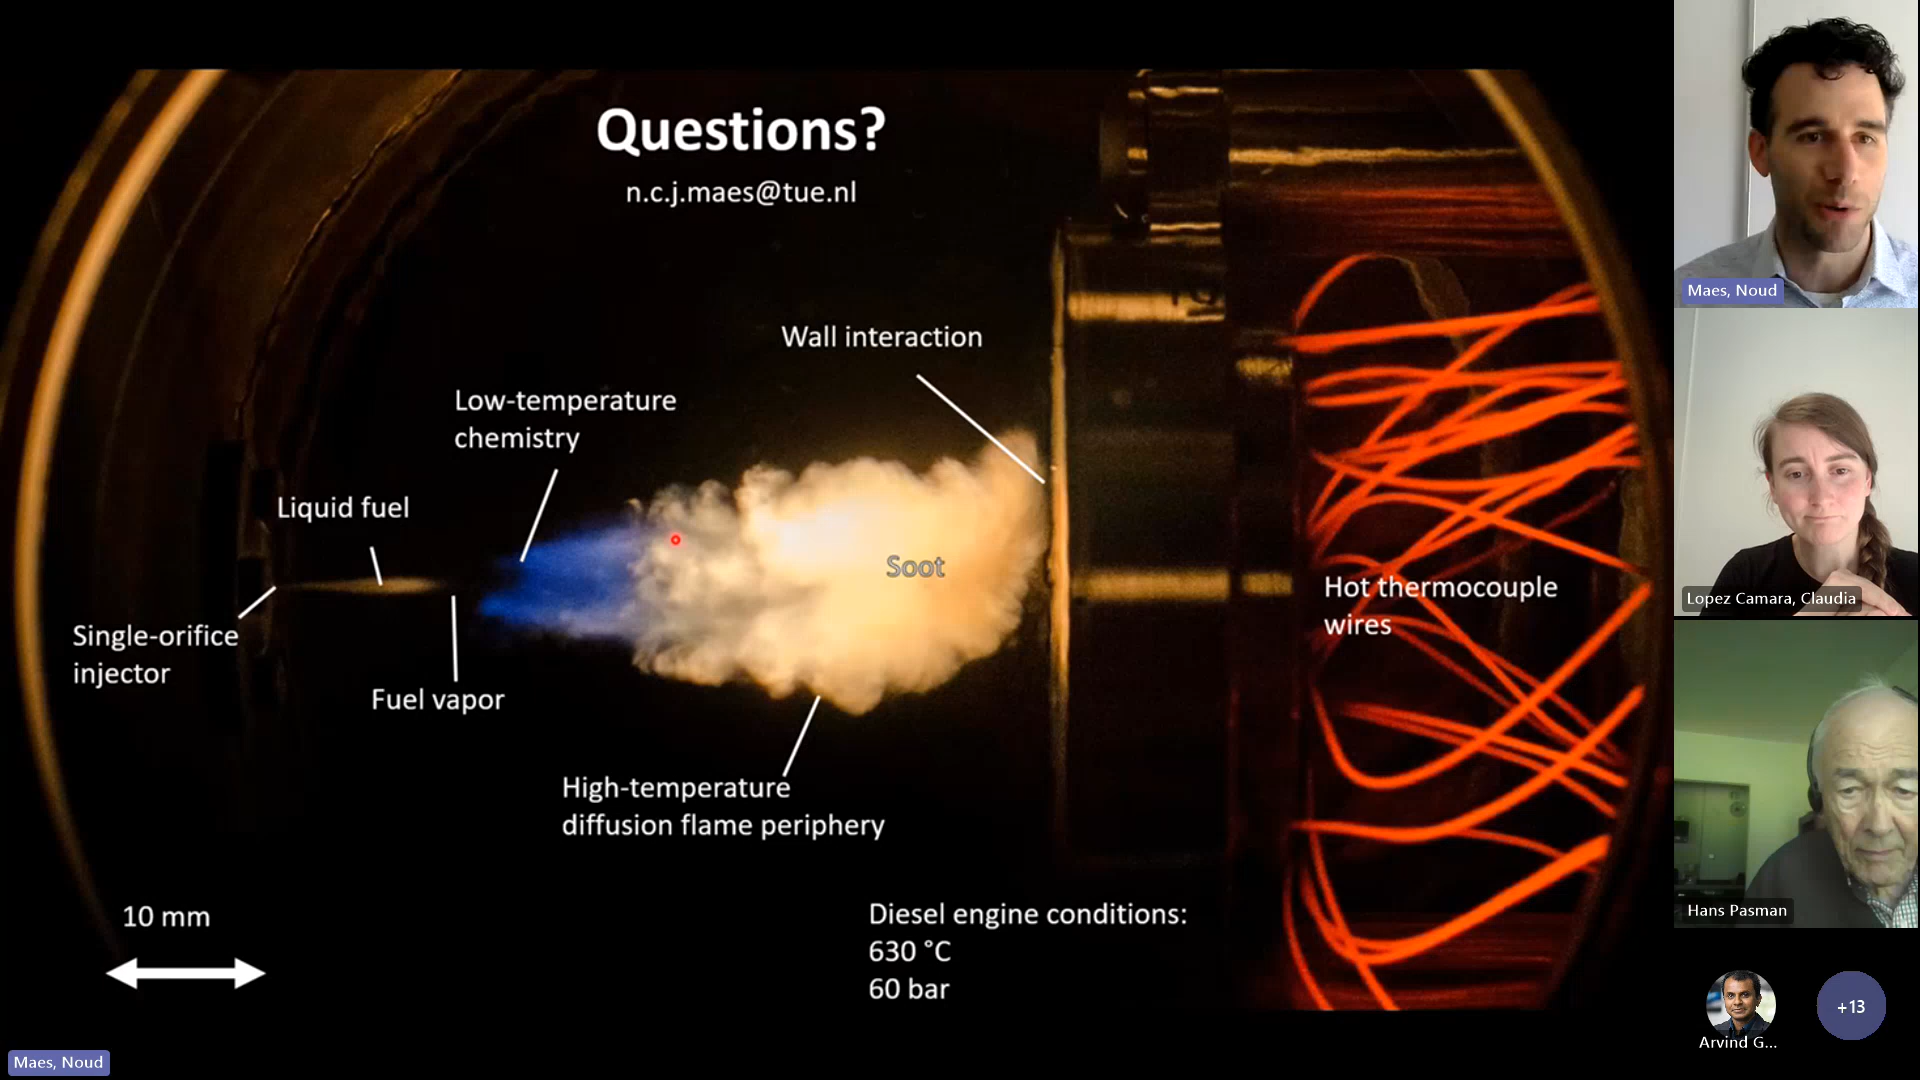 Questions?
n.c.j.maes@tue.nl
Wall interaction
Low-temperature
chemistry
Liquid fuel
Soot
Single-orifice
injector
Fuel vapor
Hot thermocouple
wires
High-temperature
diffusion flame periphery
10 mm
Diesel engine conditions:
630 °C
60 bar
Maes, Noud
Maes, Noud
Lopez Camara, Claudia
Hans Pasman
Arvind G...
+13